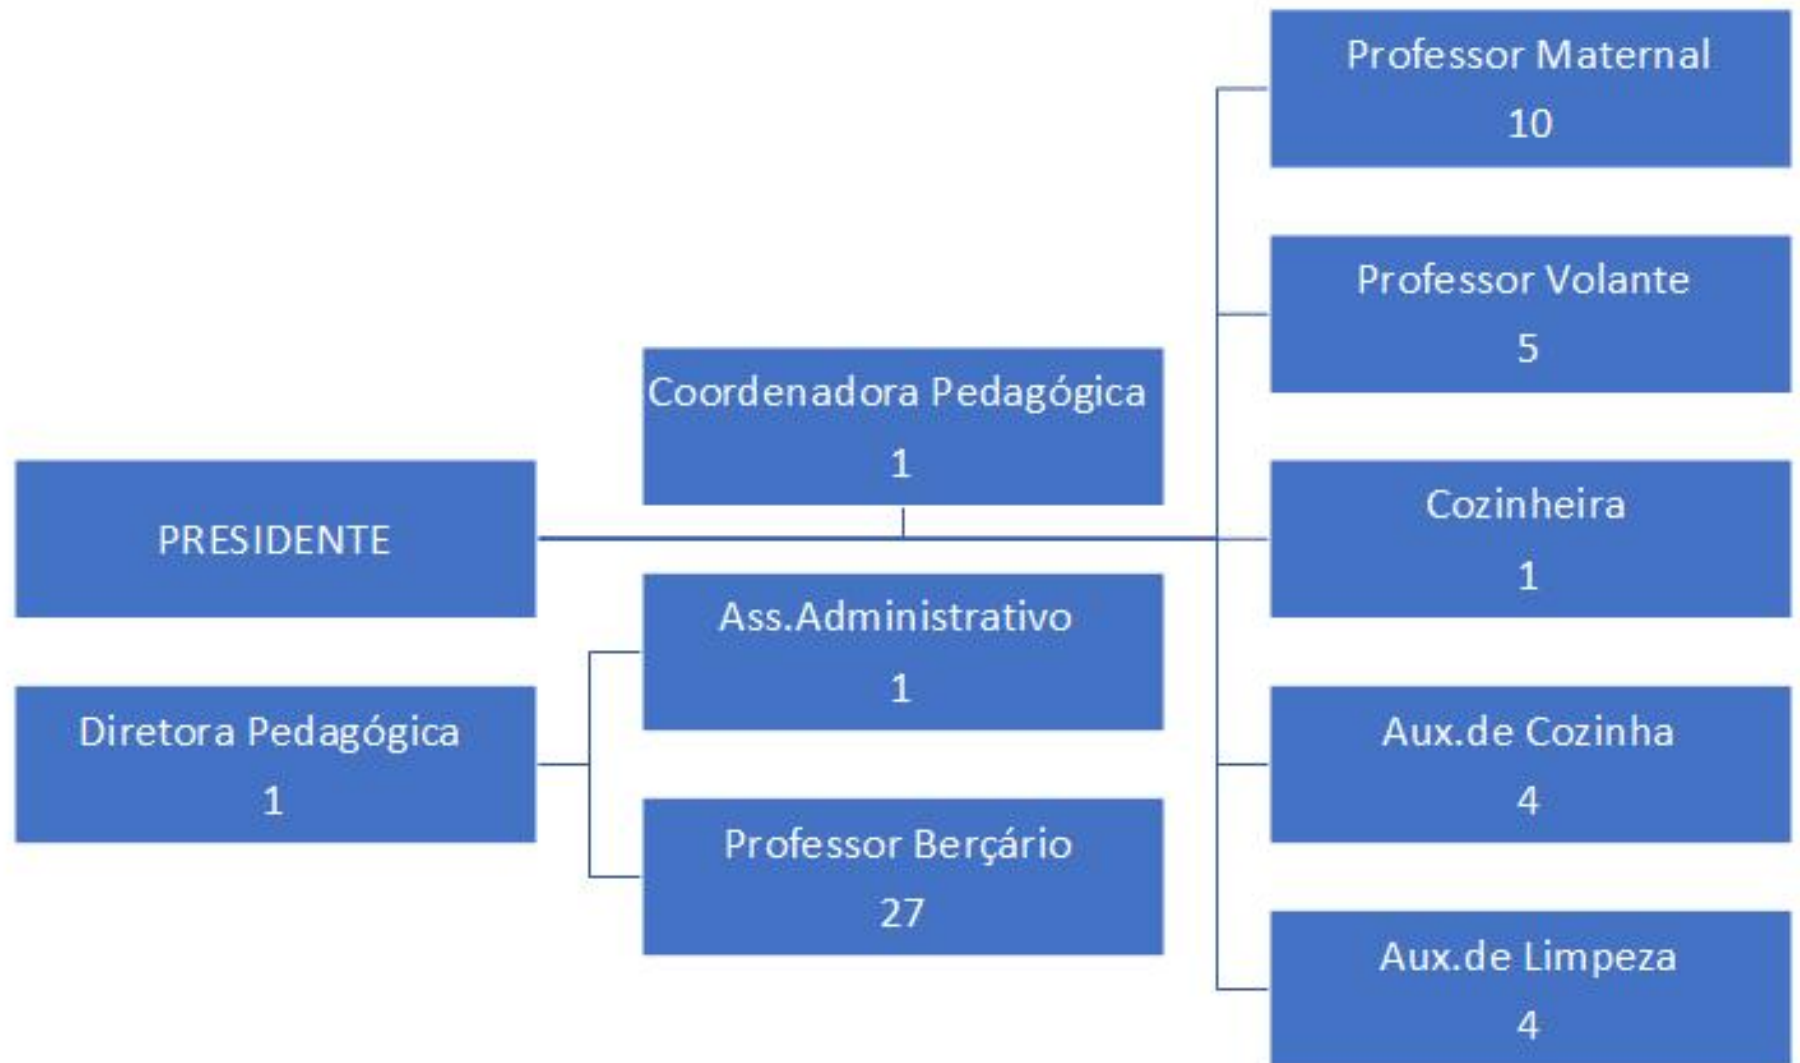 Professor Maternal
10
Professor Volante
5
Coordenadora Pedagógica
1
PRESIDENTE
Cozinheira
1
Ass.Administrativo
1
Diretora Pedagógica
1
Aux.de Cozinha
4
Professor Berçário
27
Aux.de Limpeza
4